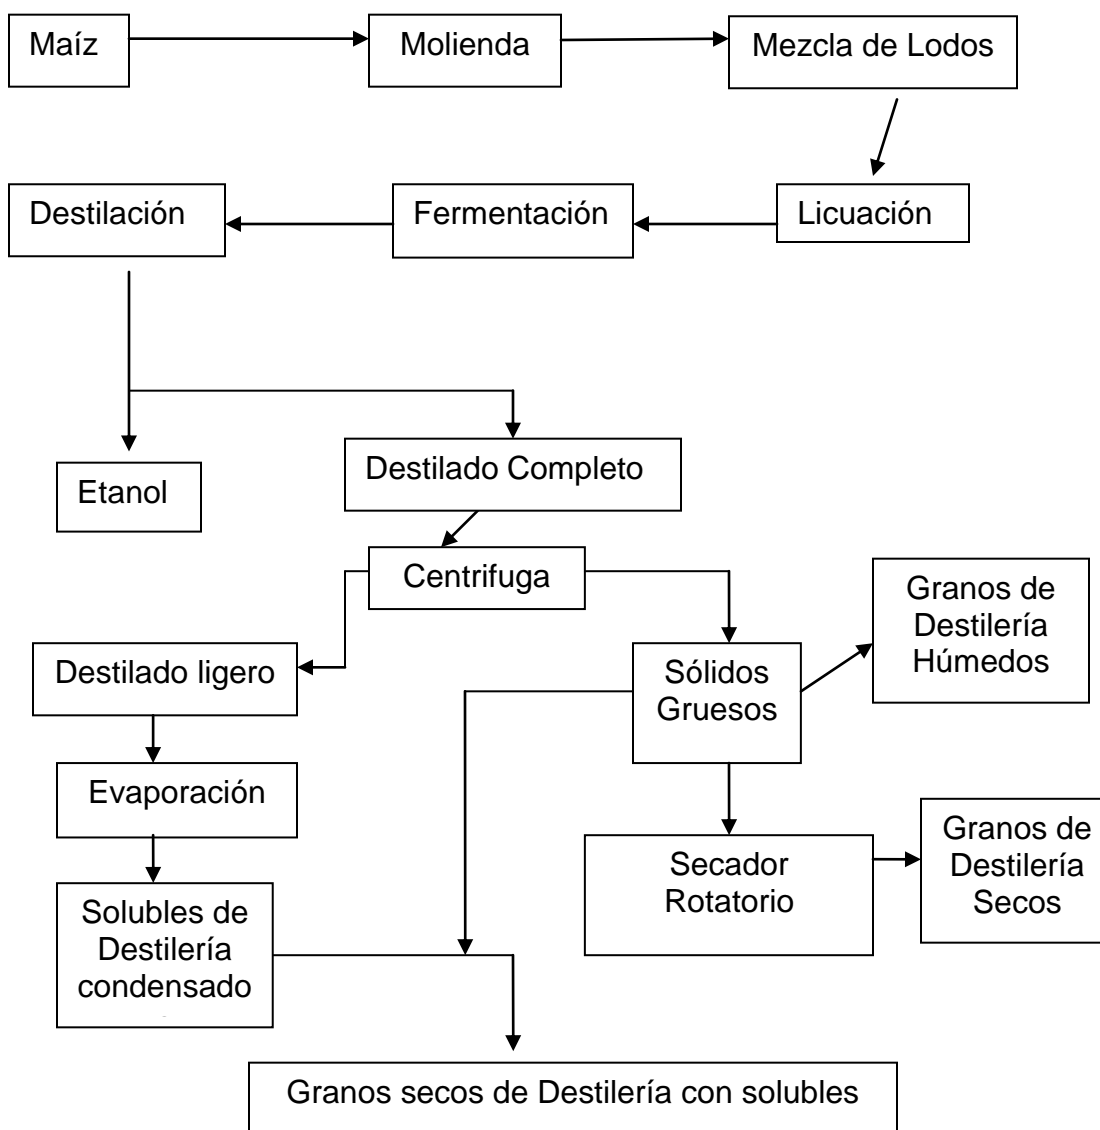 Maíz
Molienda
Mezcla de Lodos
Destilación
Fermentación
Licuación
Etanol
Destilado Completo
Centrifuga
Granos de
Destilería
Húmedos
Destilado ligero
Sólidos
Gruesos
Evaporación
Secador
Rotatorio
Granos de
Destilería
Secos
Solubles de
Destilería
condensado
Granos secos de Destilería con solubles